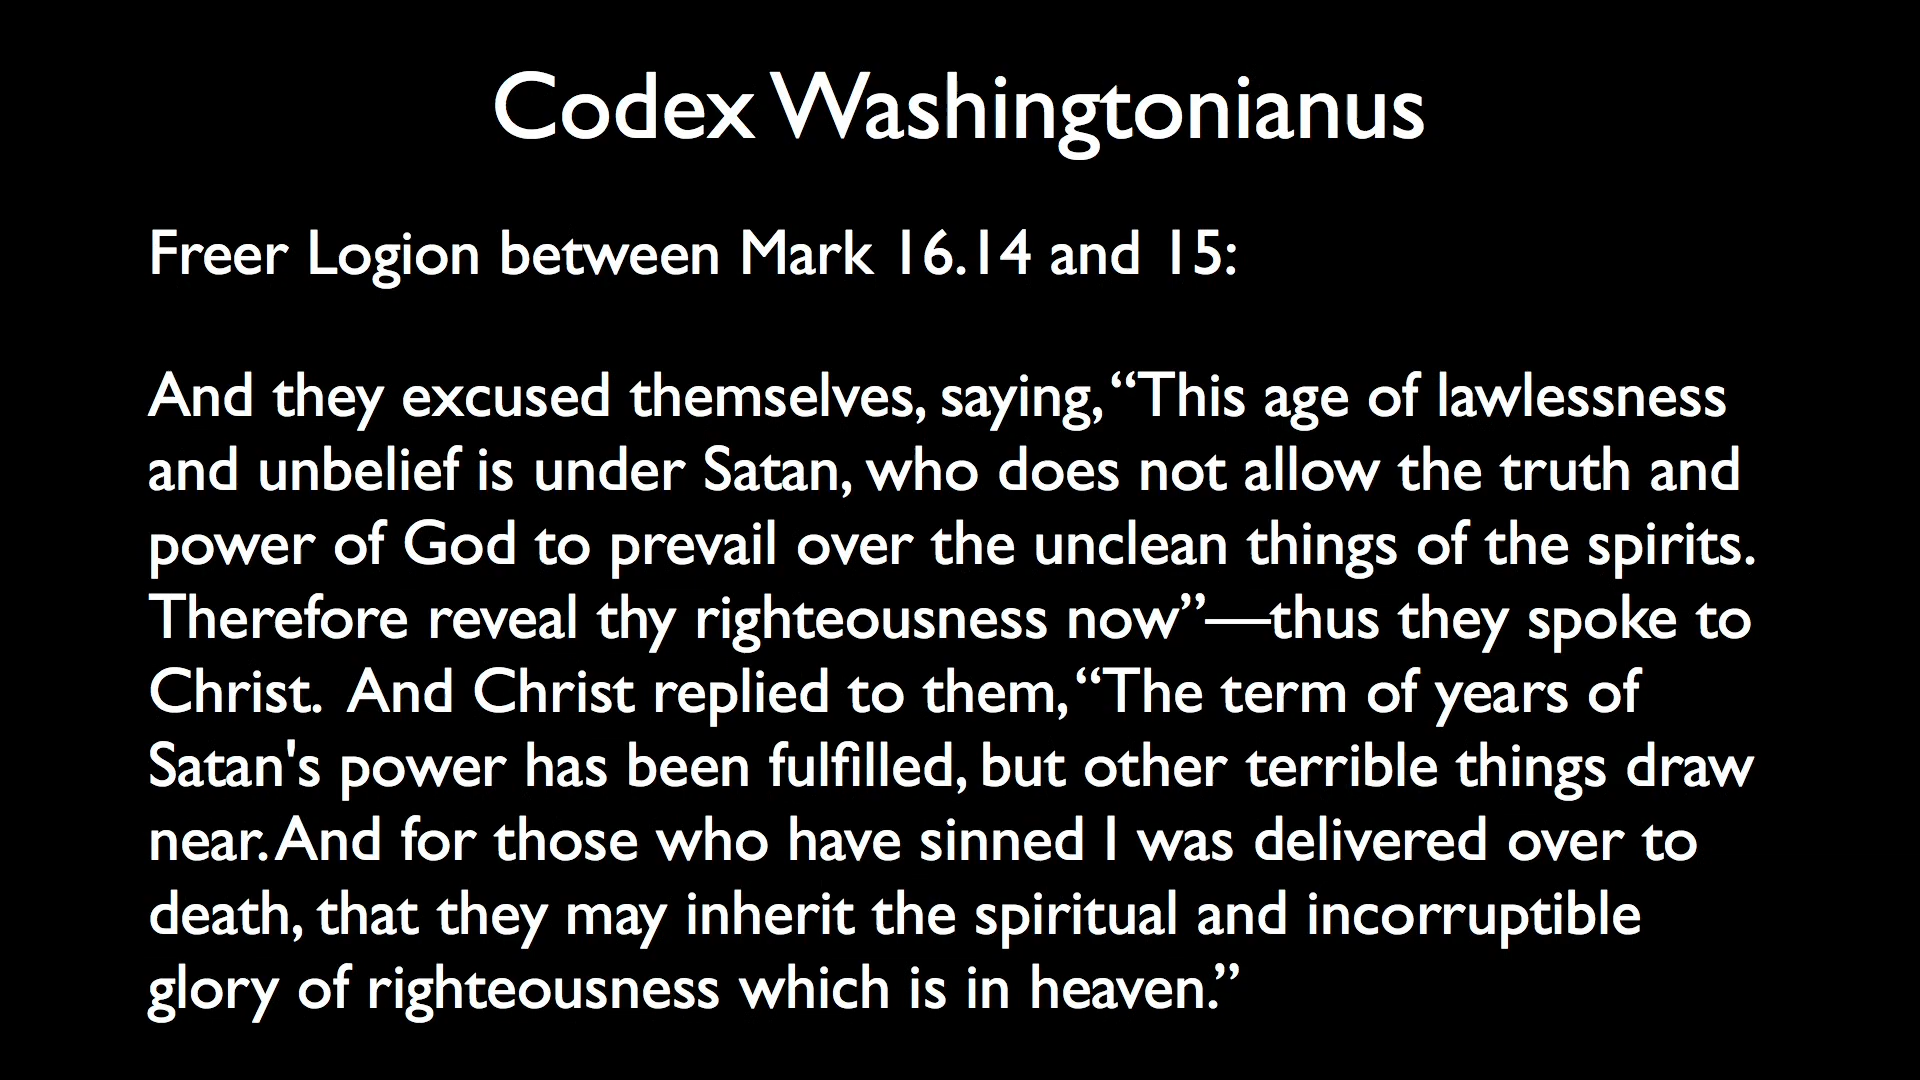 Codex Washingtonianus
Freer Logion between Mark 16.14 and 15:
And they excused themselves, saying, “This age of lawlessness
and unbelief is under Satan, who does not allow the truth and
power of God to prevail over the unclean things of the spirits.
Therefore reveal thy righteousness now”—thus they spoke to
Christ.  And Christ replied to them, “The term of years of
Satan's power has been fulfilled, but other terrible things draw
near. And for those who have sinned I was delivered over to
death, that they may inherit the spiritual and incorruptible
glory of righteousness which is in heaven.”